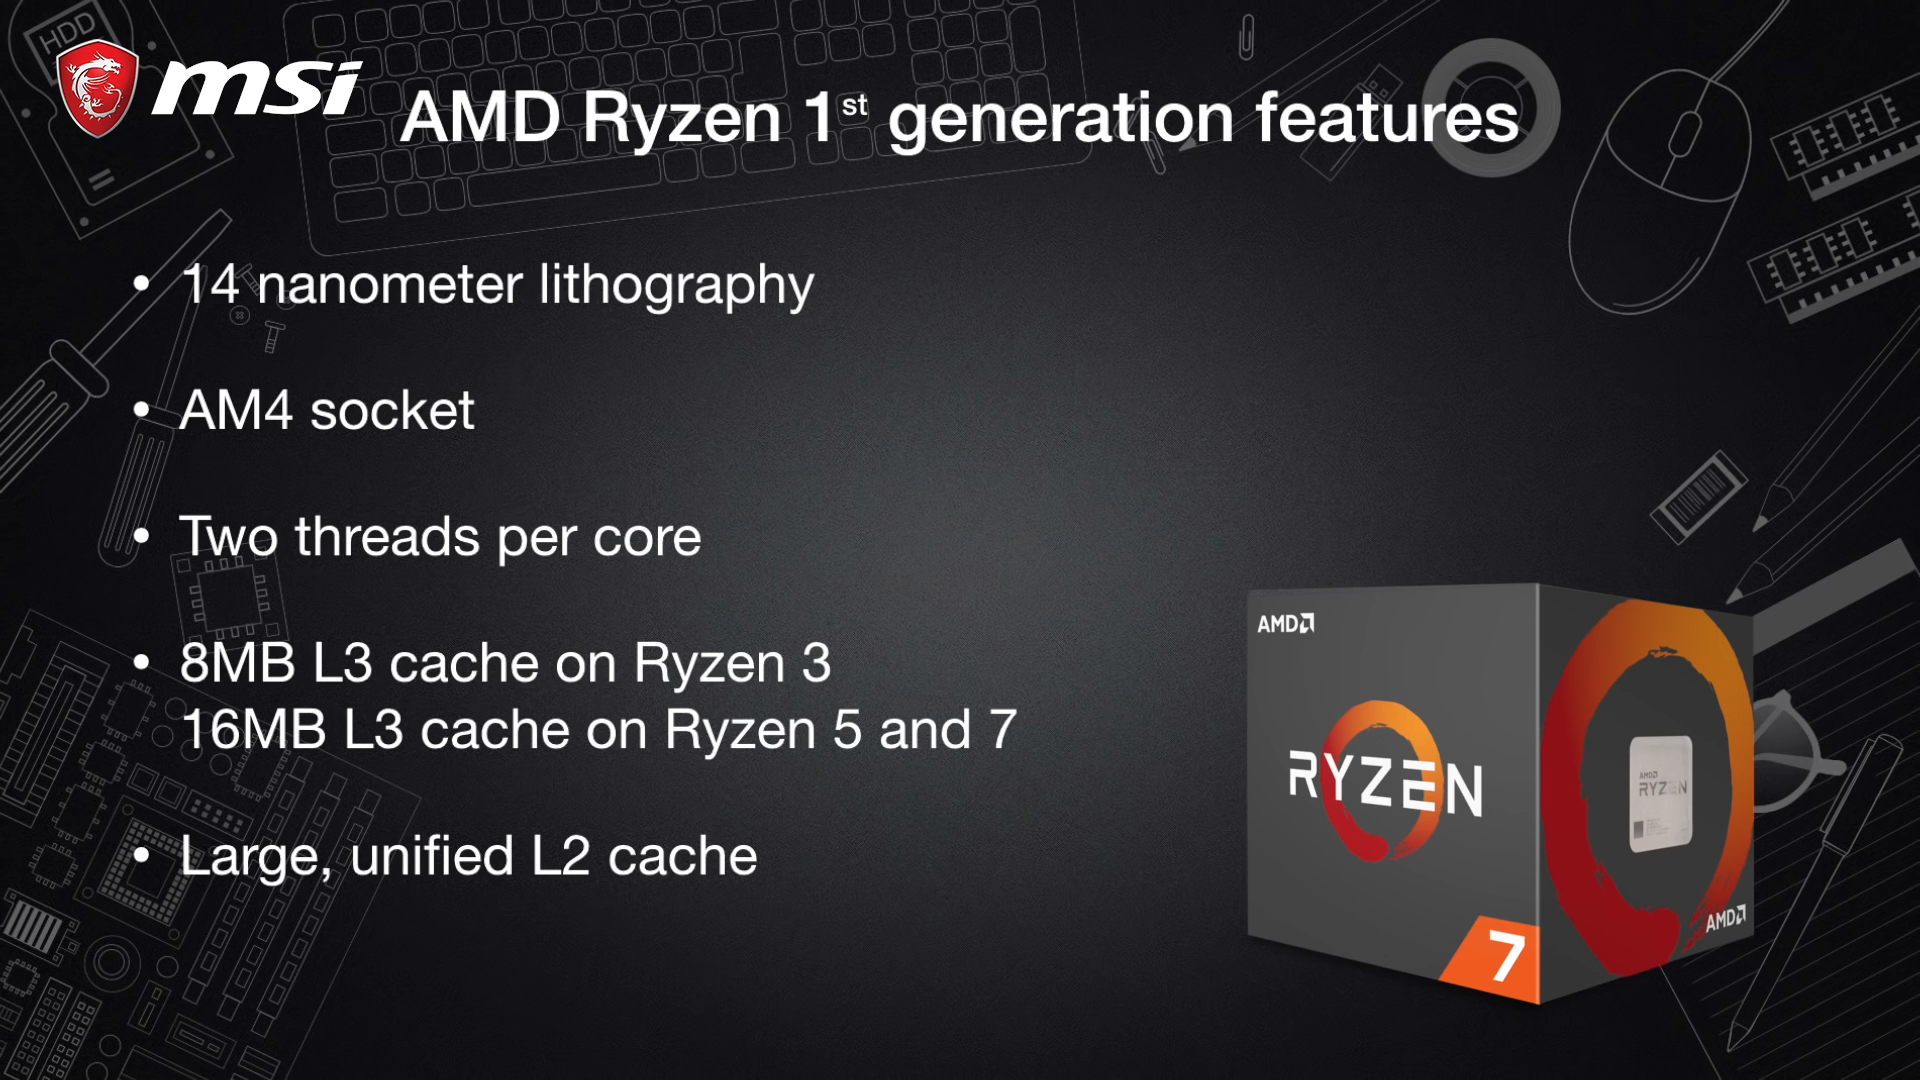 HDD
msi
AMD Ryzen 1st generation features
• 14 nanometer lithography
• AM4 socket
• Two threads per core
• 8MB L3 cache on Ryzen 3
16MB L3 cache on Ryzen 5 and 7
• Large, unified L2 cache
AMD
RYZEN
7
AMD
RYZEN
AMD